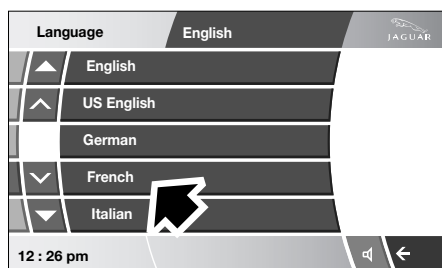 Language English JAGUAR
English
US English
German
French
Italian
12 : 26 pm